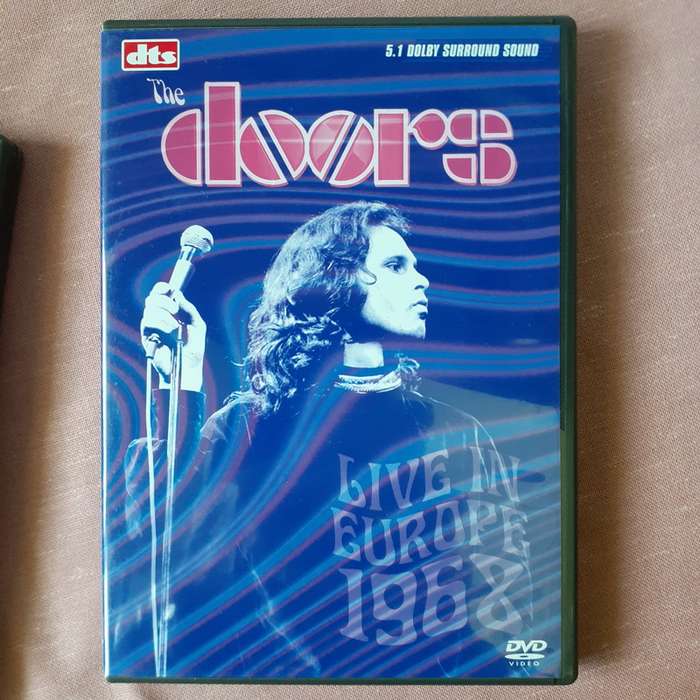 dts
5.1 DOLBY SURROUND SOUND
The
doors
LIVE IN
EUROPE
1968
DVD
VIDEO